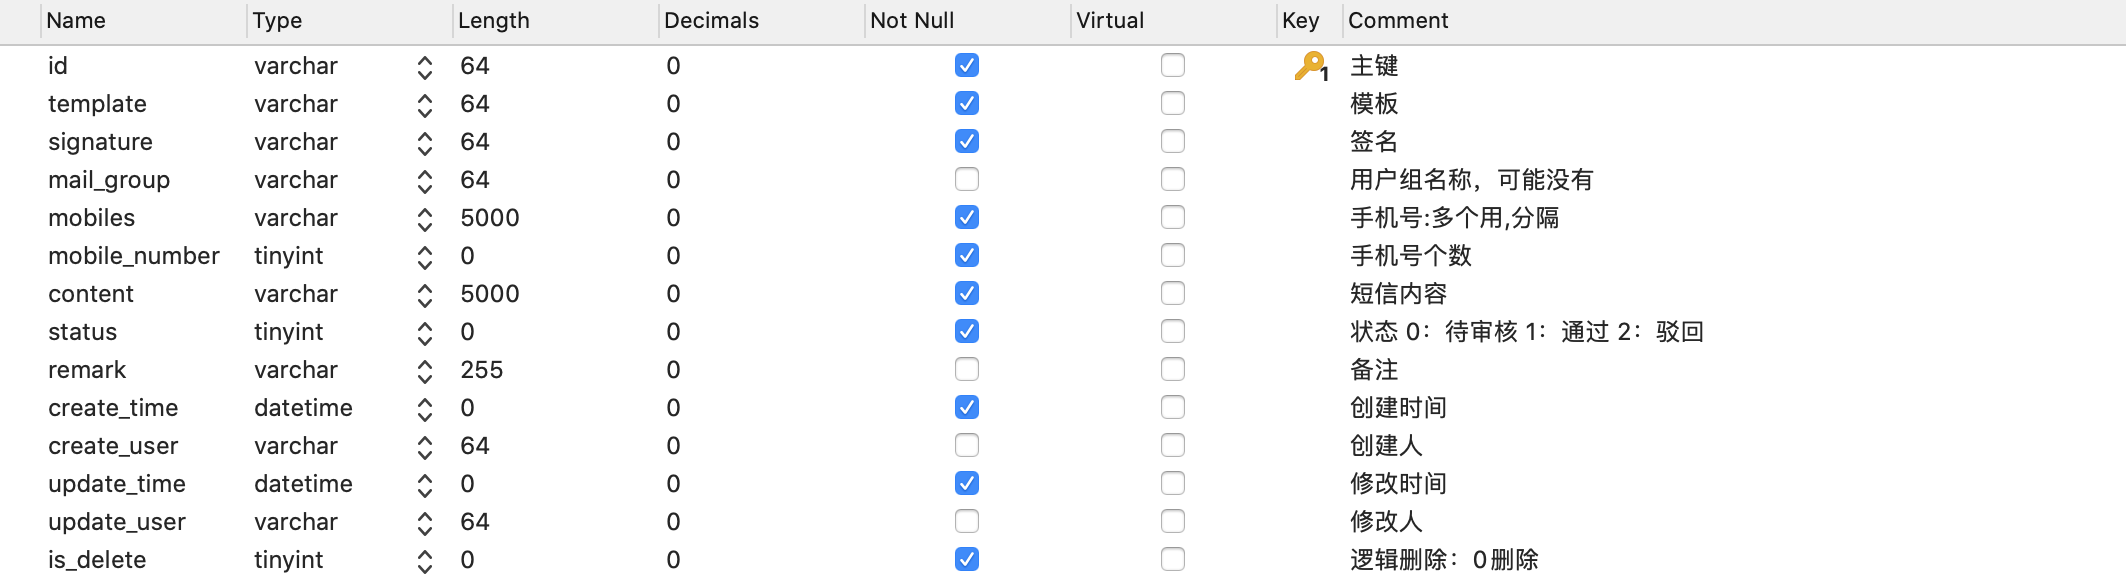 Name Type Length Decimals Not Null Virtual Key Comment
id varchar 64 0 1 主键
template varchar 64 0 模板
signature varchar 64 0 签名
mail_group varchar 64 0 用户组名称，可能没有
mobiles varchar 5000 0 手机号:多个用,分隔
mobile_number tinyint 0 0 手机号个数
content varchar 5000 0 短信内容
status tinyint 0 0 状态 0：待审核 1：通过 2：驳回
remark varchar 255 0 备注
create_time datetime 0 0 创建时间
create_user varchar 64 0 创建人
update_time datetime 0 0 修改时间
update_user varchar 64 0 修改人
is_delete tinyint 0 0 逻辑删除：0删除